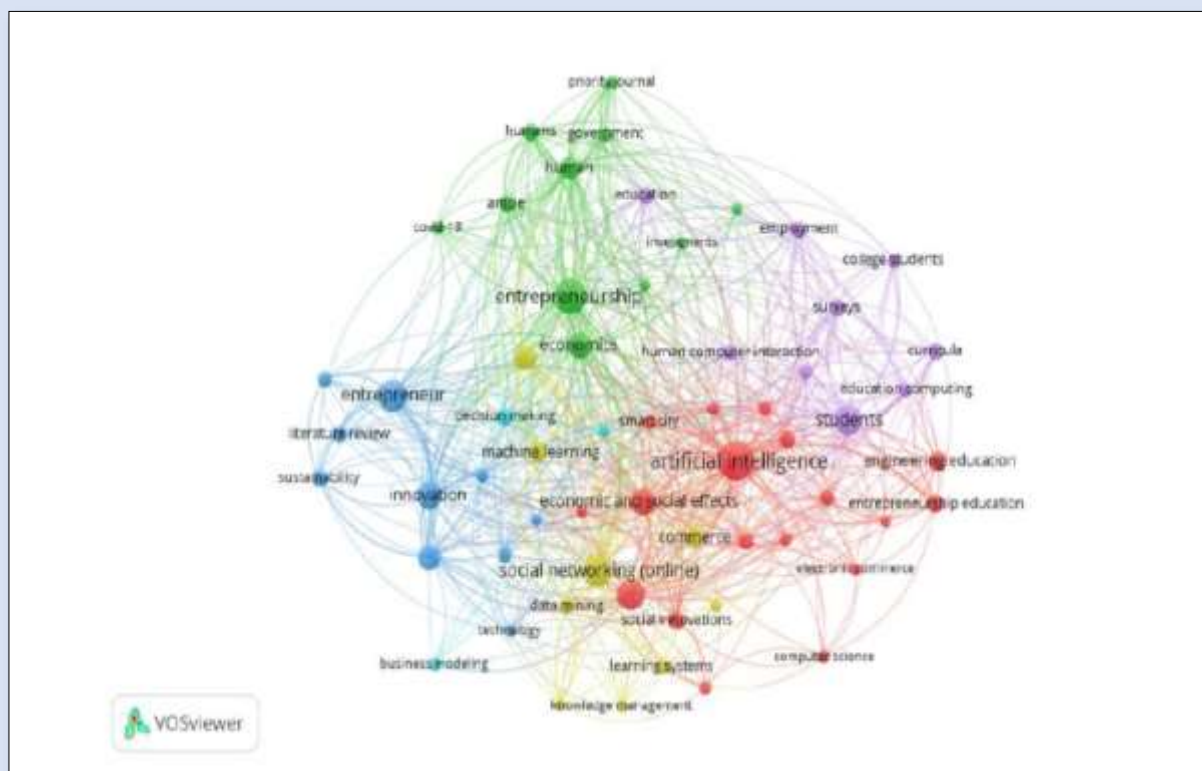 priority journal
humans
government
human
education
article
covid-19
employment
investments
college students
entrepreneurship
surveys
economics
human computer interaction
curricula
entrepreneur
education computing
decision making
smart city
students
literature review
machine learning
artificial intelligence
engineering education
sustainability
innovation
economic and social effects
entrepreneurship education
commerce
social networking (online)
electronic commerce
data mining
social innovations
technology
computer science
business modeling
learning systems
knowledge management
VOSviewer